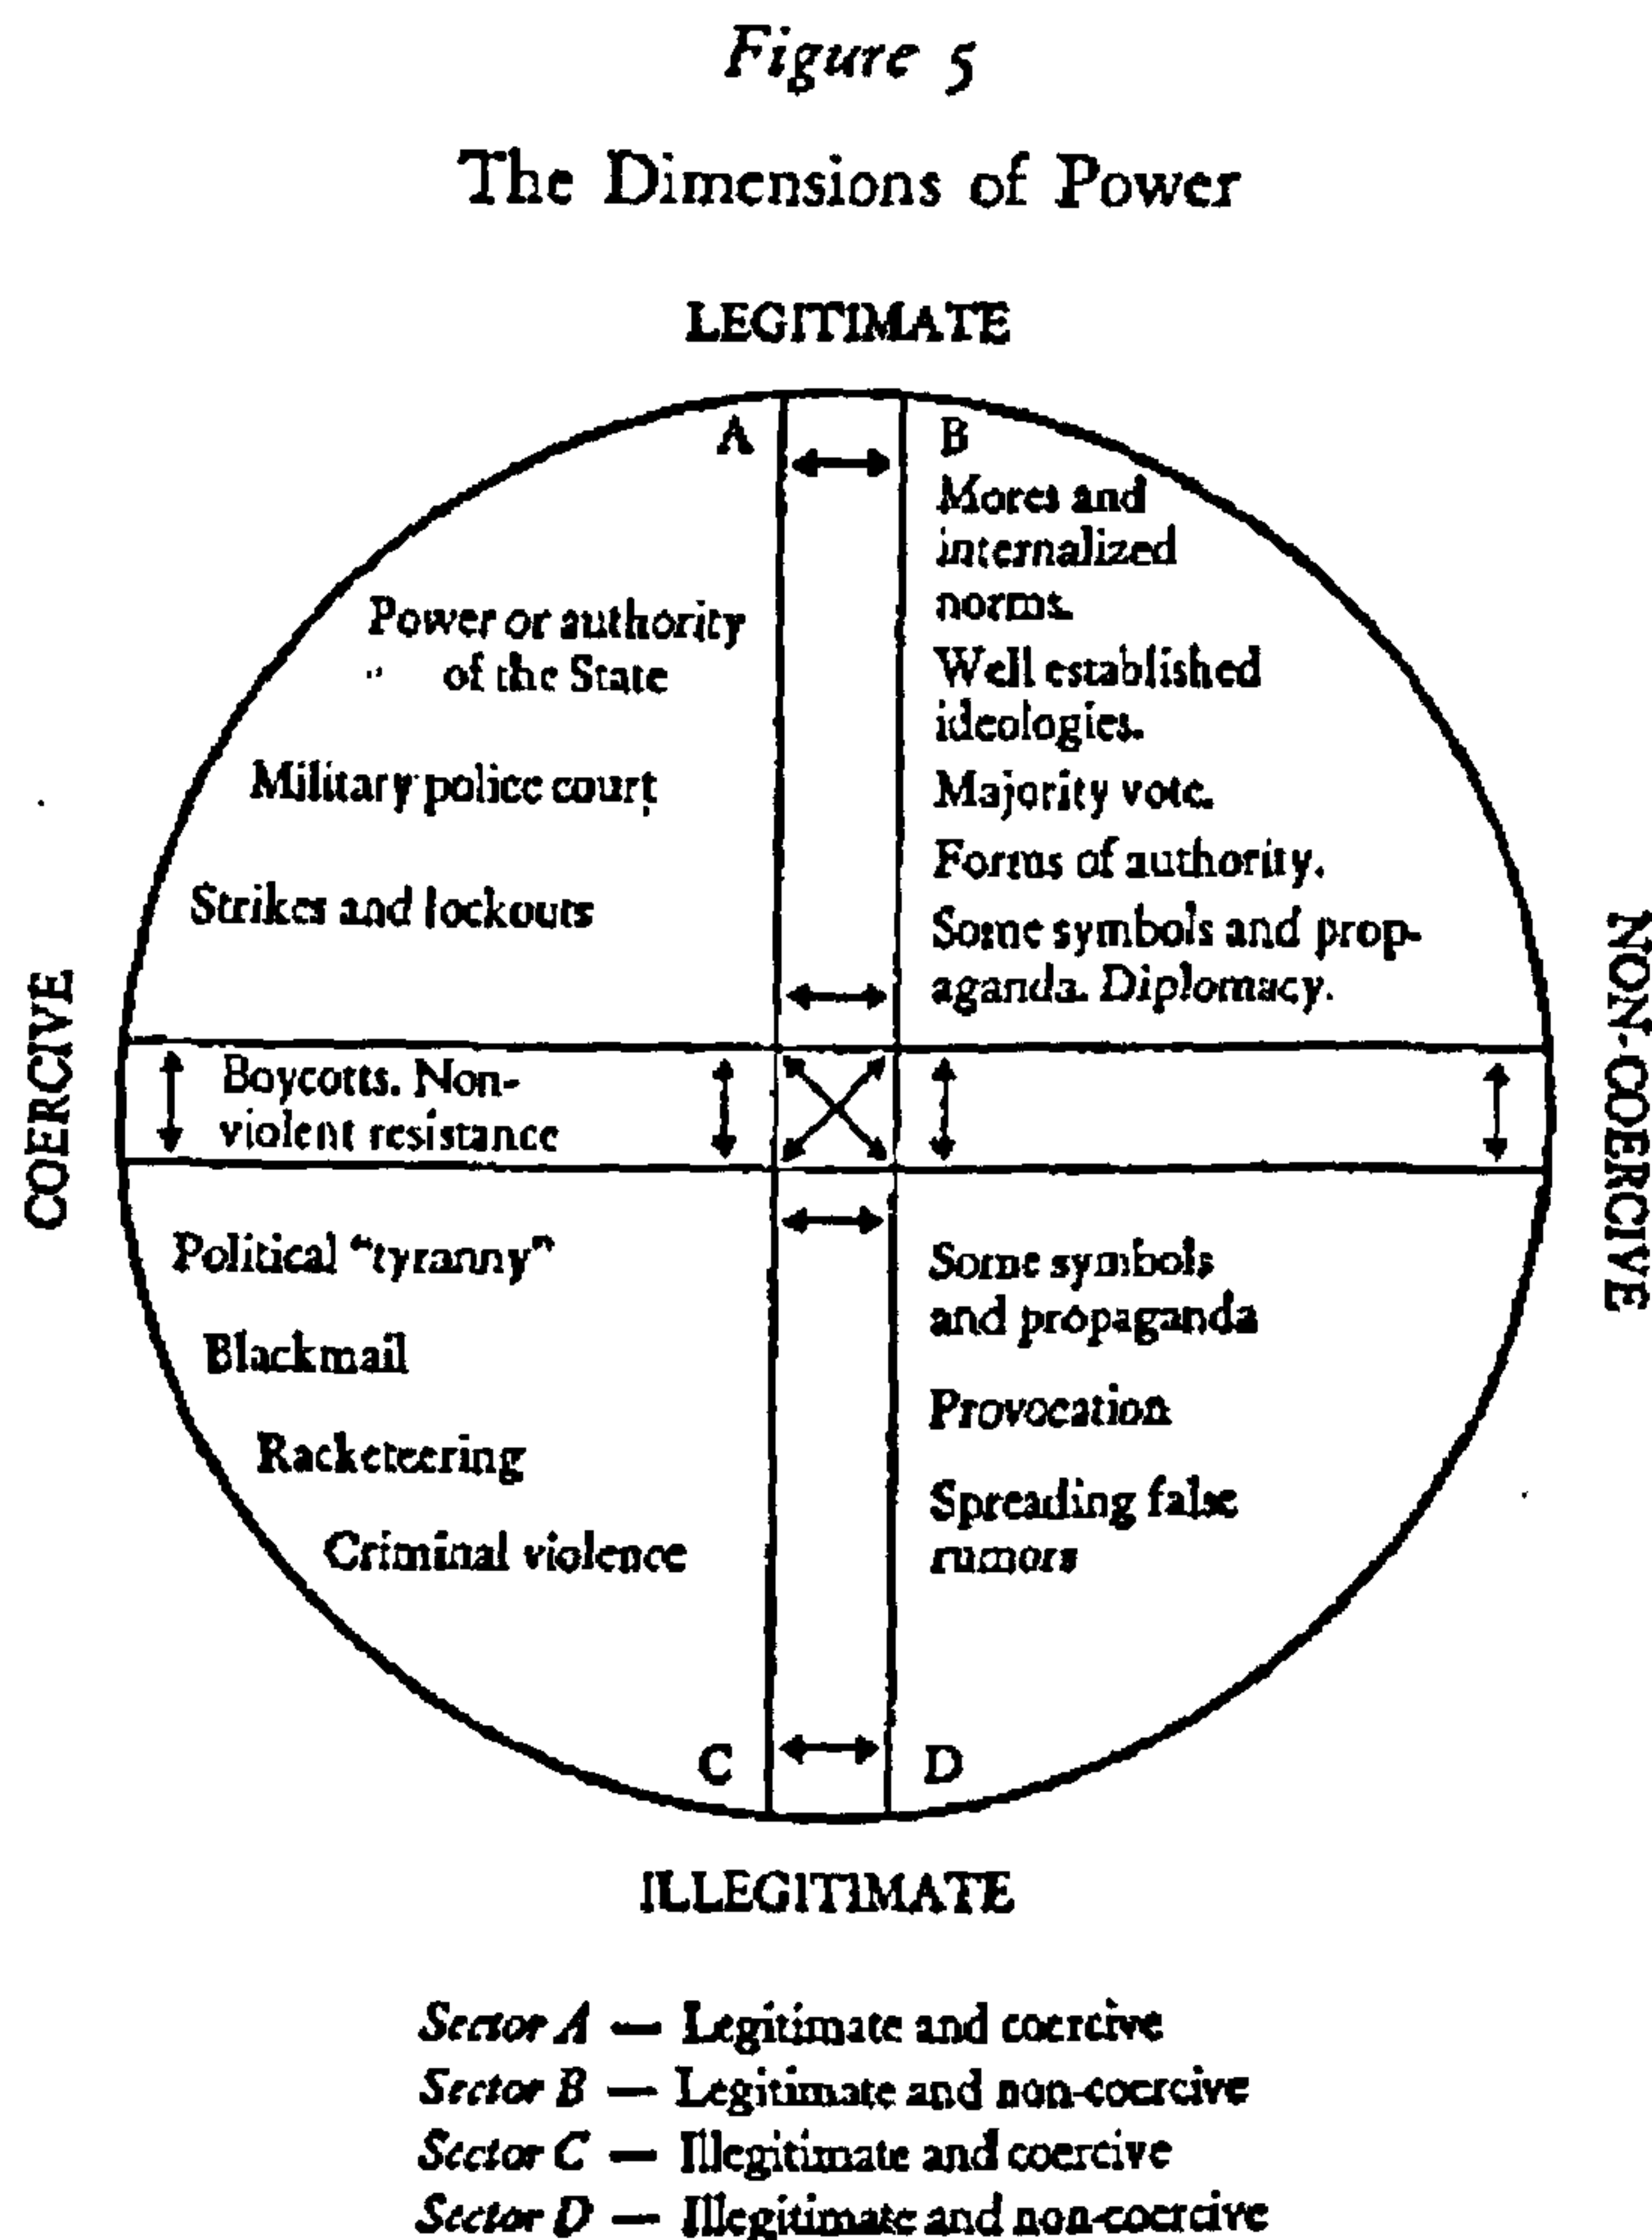 Figure 5
The Dimensions of Power
LEGITIMATE
A
B
Mores and
internalized
norms.
Power or authority
of the State
Well established
ideologies.
Military police court
Majority vote.
Forms of authority.
Strikes and lockouts
Some symbols and prop-
aganda. Diplomacy.
COERCIVE
NON-COERCIVE
Boycotts. Non-
violent resistance
Political “tyranny”
Blackmail
Racketeering
Criminal violence
Some symbols
and propaganda
Provocation
Spreading false
rumors
C
D
ILLEGITIMATE
Sector A — Legitimate and coercive
Sector B — Legitimate and non-coercive
Sector C — Illegitimate and coercive
Sector D — Illegitimate and non-coercive